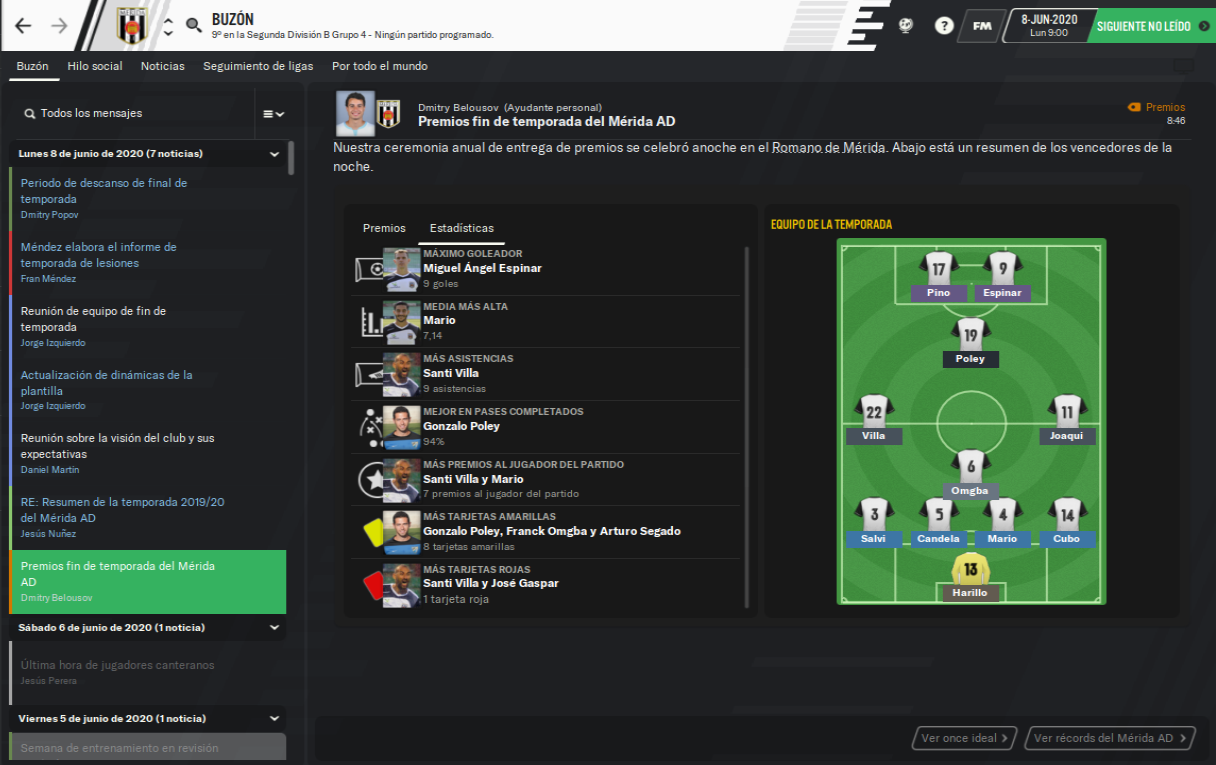 BUZÓN
9º en la Segunda División B Grupo 4 - Ningún partido programado.
?
FM
8-JUN-2020
Lun 9:00
SIGUIENTE NO LEÍDO
Buzón Hilo social Noticias Seguimiento de ligas Por todo el mundo
Todos los mensajes
Lunes 8 de junio de 2020 (7 noticias)
Periodo de descanso de final de
temporada
Dmitry Popov
Méndez elabora el informe de
temporada de lesiones
Fran Méndez
Reunión de equipo de fin de
temporada
Jorge Izquierdo
Actualización de dinámicas de la
plantilla
Jorge Izquierdo
Reunión sobre la visión del club y sus
expectativas
Daniel Martín
RE: Resumen de la temporada 2019/20
del Mérida AD
Jesús Nuñez
Premios fin de temporada del Mérida
AD
Dmitry Belousov
Sábado 6 de junio de 2020 (1 noticia)
Última hora de jugadores canteranos
Jesús Perera
Viernes 5 de junio de 2020 (1 noticia)
Semana de entrenamiento en revisión
Dmitry Belousov (Ayudante personal)
Premios fin de temporada del Mérida AD
Premios
8:46
Nuestra ceremonia anual de entrega de premios se celebró anoche en el Romano de Mérida. Abajo está un resumen de los vencedores de la
noche.
Premios Estadísticas
MÁXIMO GOLEADOR
Miguel Ángel Espinar
9 goles
MEDIA MÁS ALTA
Mario
7,14
MÁS ASISTENCIAS
Santi Villa
9 asistencias
MEJOR EN PASES COMPLETADOS
Gonzalo Poley
94%
MÁS PREMIOS AL JUGADOR DEL PARTIDO
Santi Villa y Mario
7 premios al jugador del partido
MÁS TARJETAS AMARILLAS
Gonzalo Poley, Franck Omgba y Arturo Segado
8 tarjetas amarillas
MÁS TARJETAS ROJAS
Santi Villa y José Gaspar
1 tarjeta roja
EQUIPO DE LA TEMPORADA
17 9
Pino Espinar
19
Poley
22 11
Villa Joaqui
6
Omgba
3 5 4 14
Salvi Candela Mario Cubo
13
Harillo
Ver once ideal Ver récords del Mérida AD